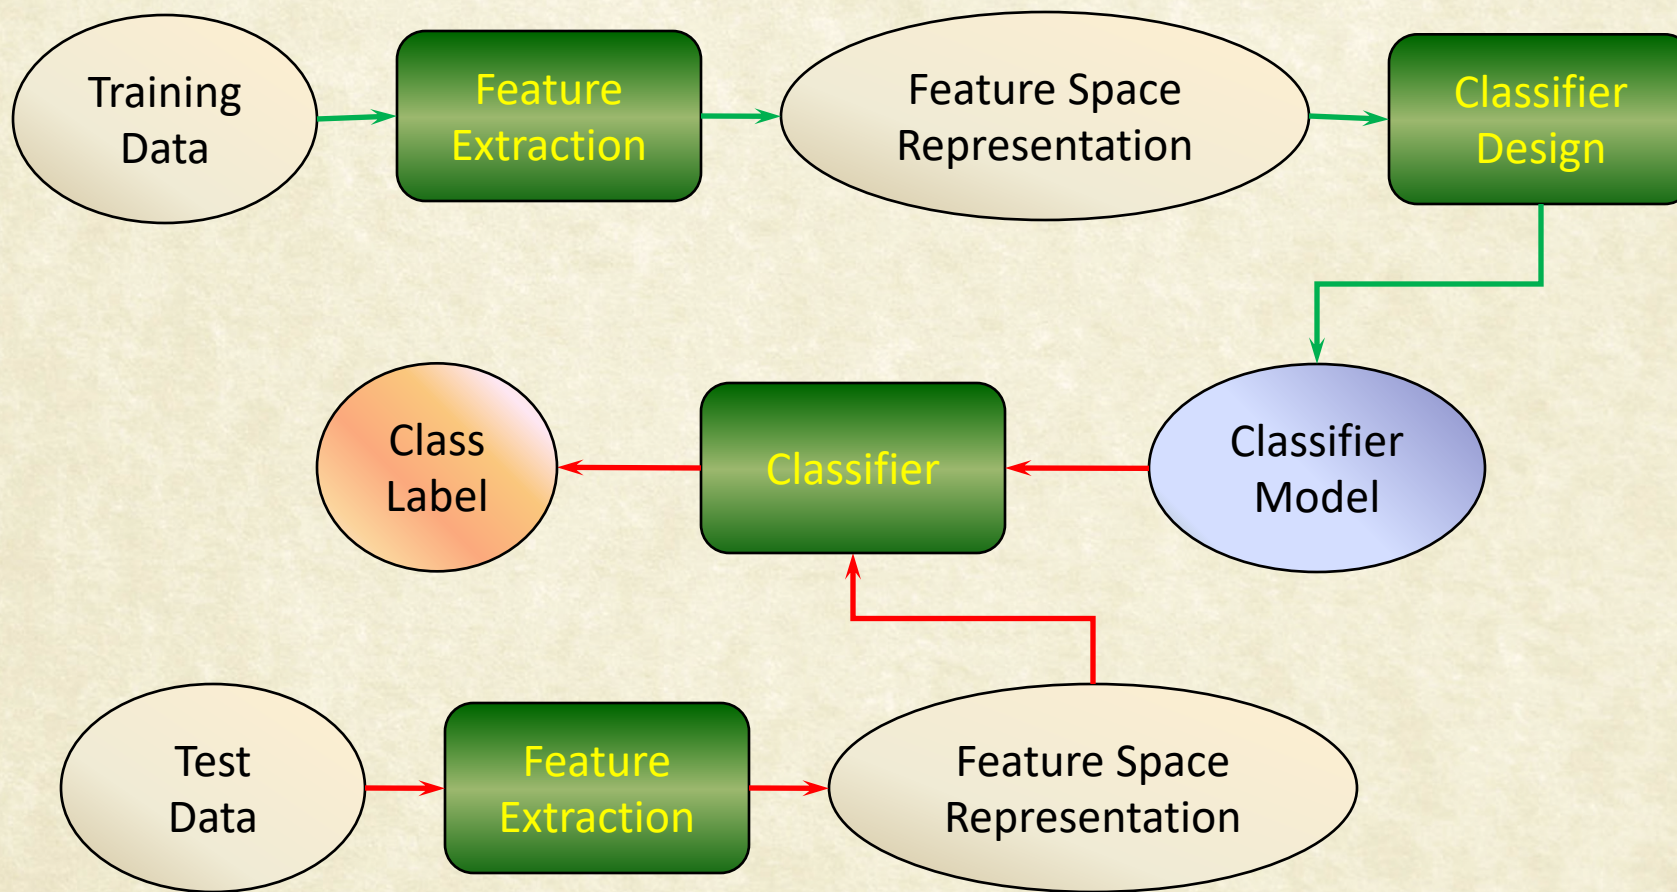 Training
Data
Feature
Extraction
Feature Space
Representation
Classifier
Design
Class
Label
Classifier
Classifier
Model
Test
Data
Feature
Extraction
Feature Space
Representation